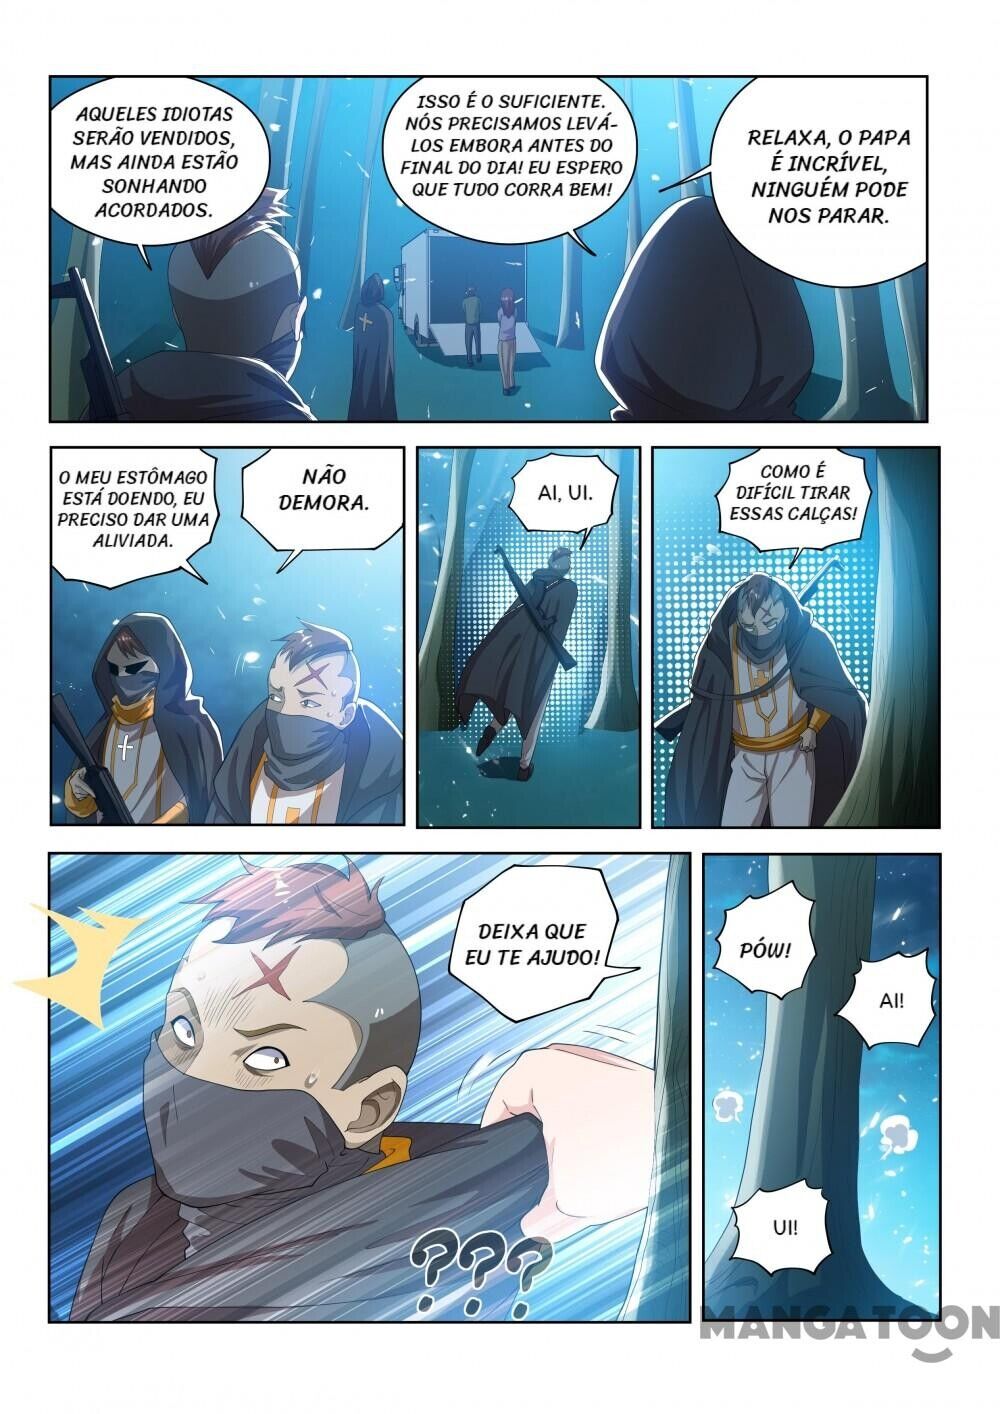 AQUELES IDIOTAS
SERÃO VENDIDOS,
MAS AINDA ESTÃO
SONHANDO
ACORDADOS.
ISSO É O SUFICIENTE.
NÓS PRECISAMOS LEVÁ-
LOS EMBORA ANTES DO
FINAL DO DIA! EU ESPERO
QUE TUDO CORRA BEM!
RELAXA, O PAPA
É INCRÍVEL,
NINGUÉM PODE
NOS PARAR.
O MEU ESTÔMAGO
ESTÁ DOENDO, EU
PRECISO DAR UMA
ALIVIADA.
NÃO
DEMORA.
AI, UI.
COMO É
DIFÍCIL TIRAR
ESSAS CALÇAS!
DEIXA QUE
EU TE AJUDO!
???
PÓW!
AI!
UI!
MANGATOON